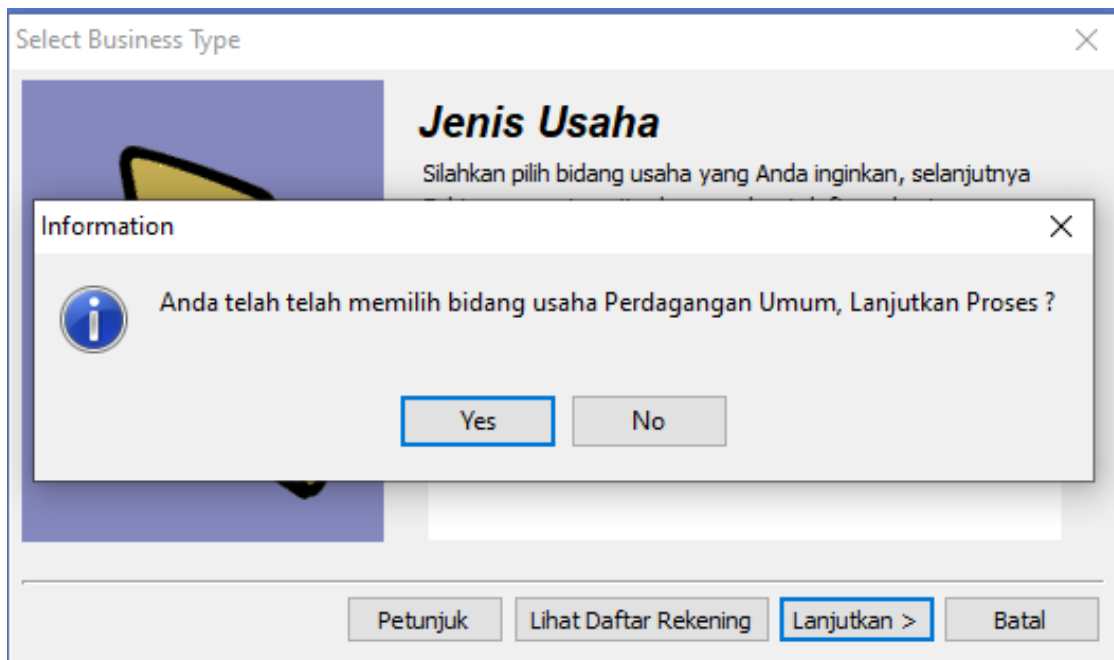 Select Business Type
Jenis Usaha
Silahkan pilih bidang usaha yang Anda inginkan, selanjutnya
Information
Anda telah telah memilih bidang usaha Perdagangan Umum, Lanjutkan Proses ?
Yes
No
Petunjuk
Lihat Daftar Rekening
Lanjutkan >
Batal